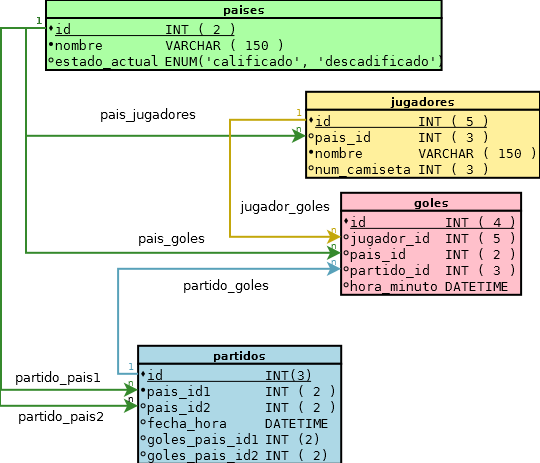 paises
1
id INT ( 2 )
nombre VARCHAR ( 150 )
estado_actual ENUM('calificado', 'descadificado')
pais_jugadores
jugadores
1
id INT ( 5 )
n
pais_id INT ( 3 )
nombre VARCHAR ( 150 )
num_camiseta INT ( 3 )
jugador_goles
goles
id INT ( 4 )
pais_goles
n
jugador_id INT ( 5 )
n
pais_id INT ( 2 )
n
partido_id INT ( 3 )
hora_minuto DATETIME
partido_goles
partidos
1
id INT(3)
partido_pais1
n
pais_id1 INT ( 2 )
n
pais_id2 INT ( 2 )
partido_pais2
fecha_hora DATETIME
goles_pais_id1 INT (2)
goles_pais_id2 INT ( 2)